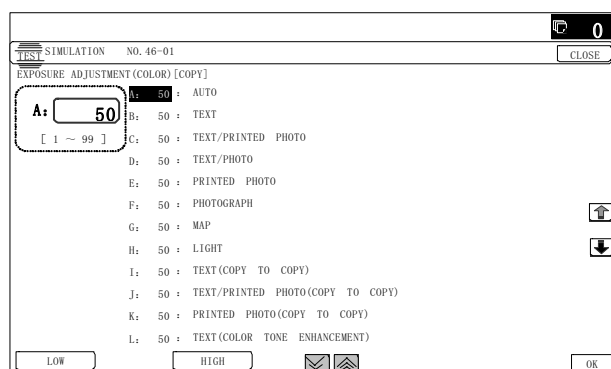 0
TEST SIMULATION NO. 46-01
CLOSE
EXPOSURE ADJUSTMENT(COLOR)[COPY]
A: 50
[ 1 ~ 99 ]
A: 50 : AUTO
B: 50 : TEXT
C: 50 : TEXT/PRINTED PHOTO
D: 50 : TEXT/PHOTO
E: 50 : PRINTED PHOTO
F: 50 : PHOTOGRAPH
G: 50 : MAP
H: 50 : LIGHT
I: 50 : TEXT(COPY TO COPY)
J: 50 : TEXT/PRINTED PHOTO(COPY TO COPY)
K: 50 : PRINTED PHOTO(COPY TO COPY)
L: 50 : TEXT(COLOR TONE ENHANCEMENT)
LOW
HIGH
OK